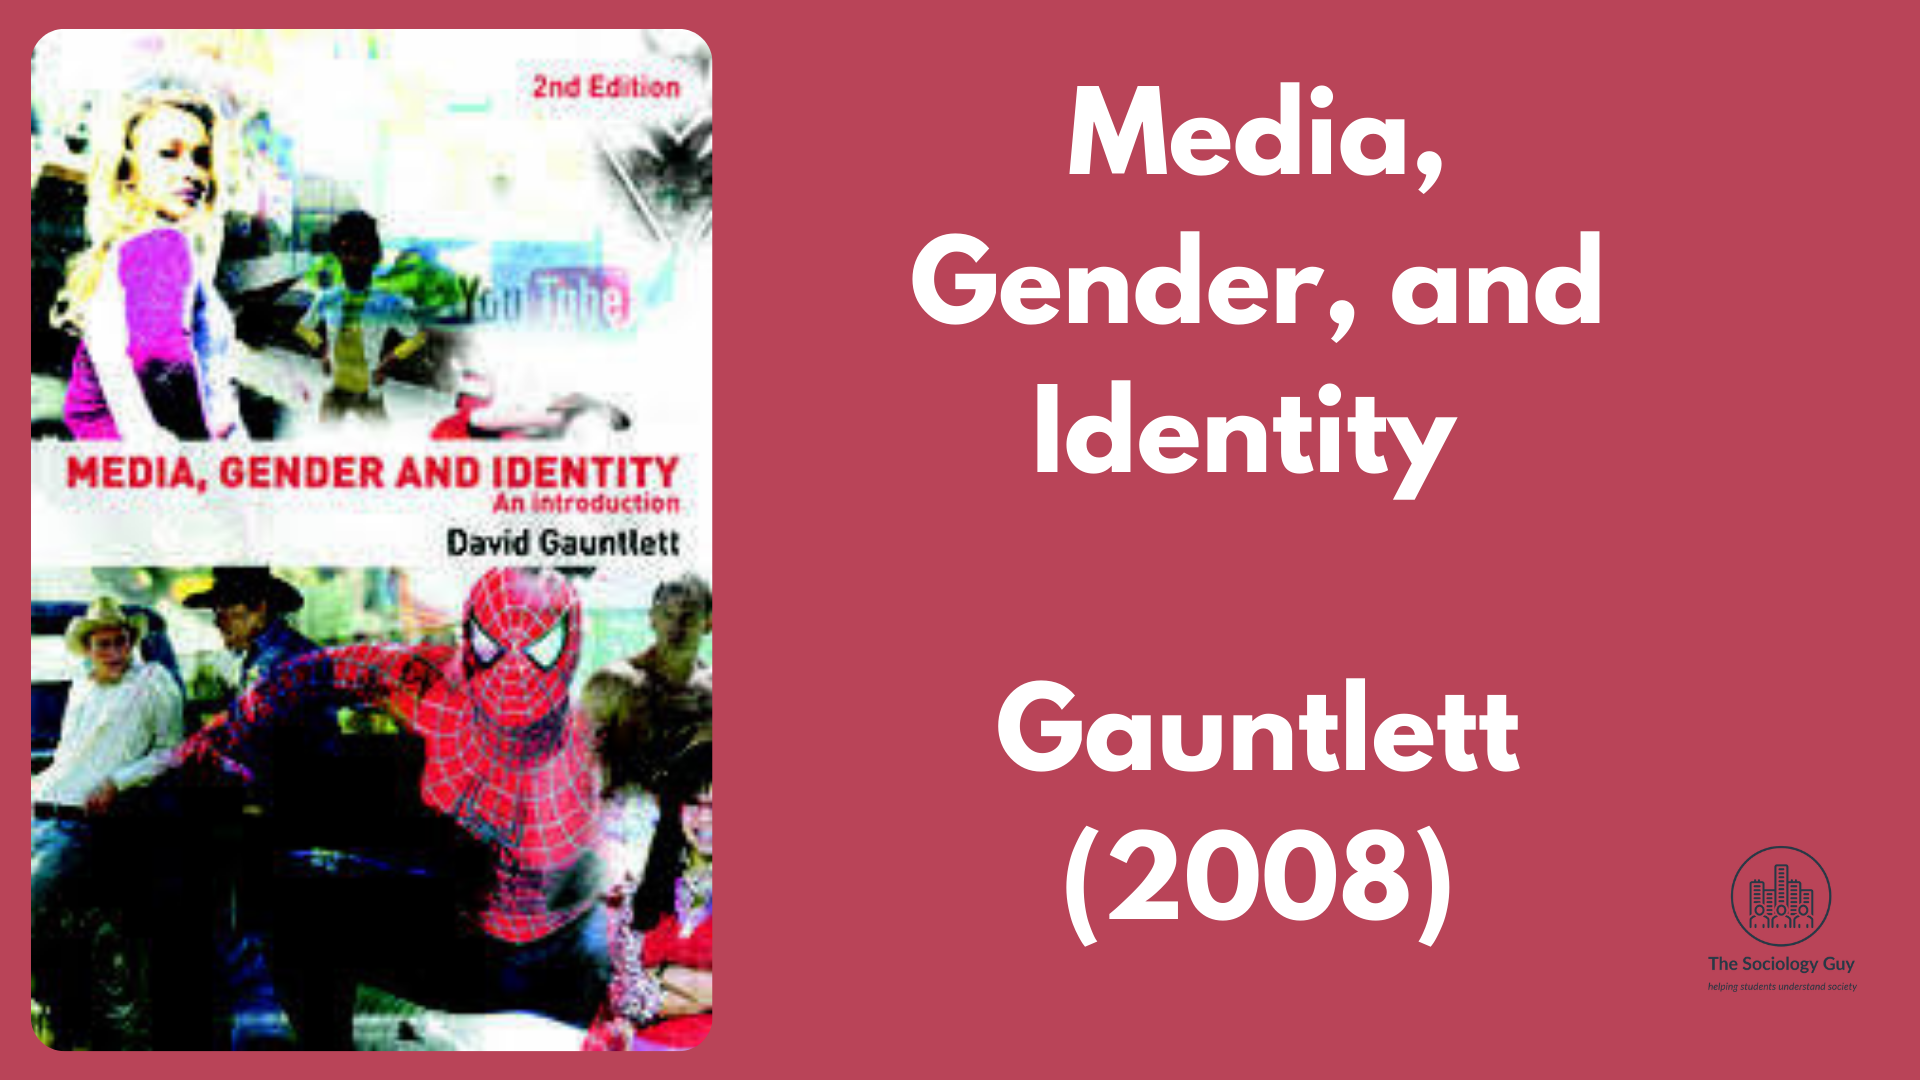 2nd Edition
YouTube
MEDIA, GENDER AND IDENTITY
An introduction
David Gauntlett
Media,
Gender, and
Identity
Gauntlett
(2008)
The Sociology Guy
helping students understand society